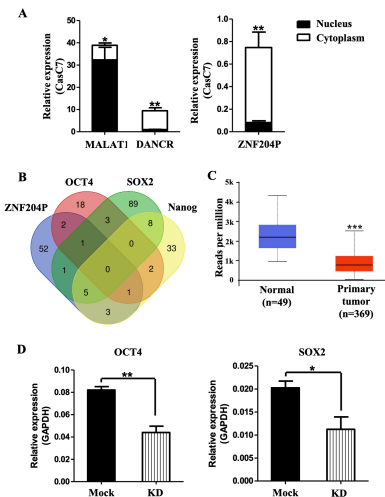 A
Relative expression
(CasC7)
50
40
30
20
10
0
*
**
MALAT1 DANCR
Relative expression
(CasC7)
1.0
0.8
0.6
0.4
0.2
0.0
**
ZNF204P
Nucleus
Cytoplasm
B
OCT4 SOX2
ZNF204P Nanog
18 89
2 3 8
52 1 0 33
1 0 2
5 1
3
C
Reads per million
5k
4k
3k
2k
1k
0
***
Normal
(n=49)
Primary
tumor
(n=369)
D
OCT4
Relative expression
(GAPDH)
0.10
0.08
0.06
0.04
0.02
0.00
**
Mock KD
SOX2
Relative expression
(GAPDH)
0.025
0.020
0.015
0.010
0.005
0.000
*
Mock KD